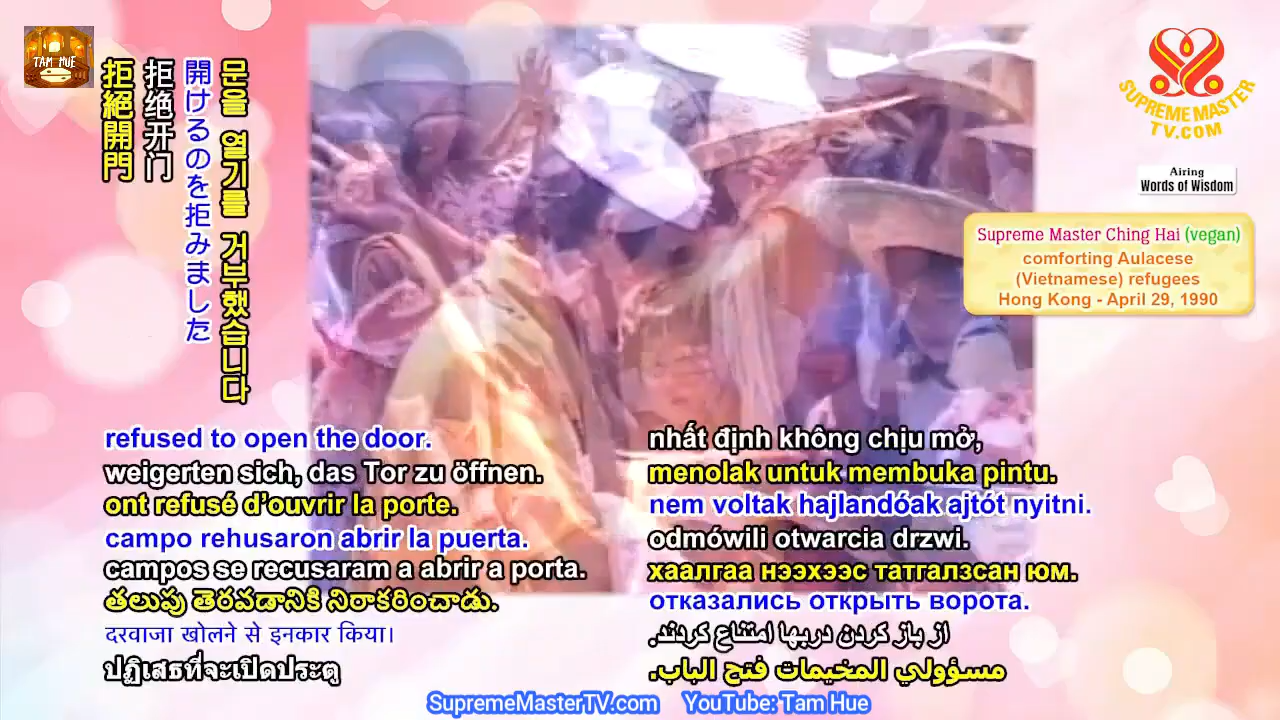 TAM HUE
拒絕開門
拒绝开门
開けるのを拒みました
문을 열기를 거부했습니다
SUPREME MASTER
TV.COM
Airing
Words of Wisdom
Supreme Master Ching Hai (vegan)
comforting Aulacese
(Vietnamese) refugees
Hong Kong - April 29, 1990
refused to open the door.
weigerten sich, das Tor zu öffnen.
ont refusé d’ouvrir la porte.
campo rehusaron abrir la puerta.
campos se recusaram a abrir a porta.
తలుపు తెరవడానికి నిరాకరించాడు.
दरवाजा खोलने से इनकार किया।
ปฏิเสธที่จะเปิดประตู
nhất định không chịu mở,
menolak untuk membuka pintu.
nem voltak hajlandóak ajtót nyitni.
odmówili otwarcia drzwi.
хаалгаа нээхээс татгалзсан юм.
отказались открыть ворота.
از باز کردن دربها امتناع کردند.
مسؤولي المخيمات فتح الباب.
SupremeMasterTV.com YouTube: Tam Hue